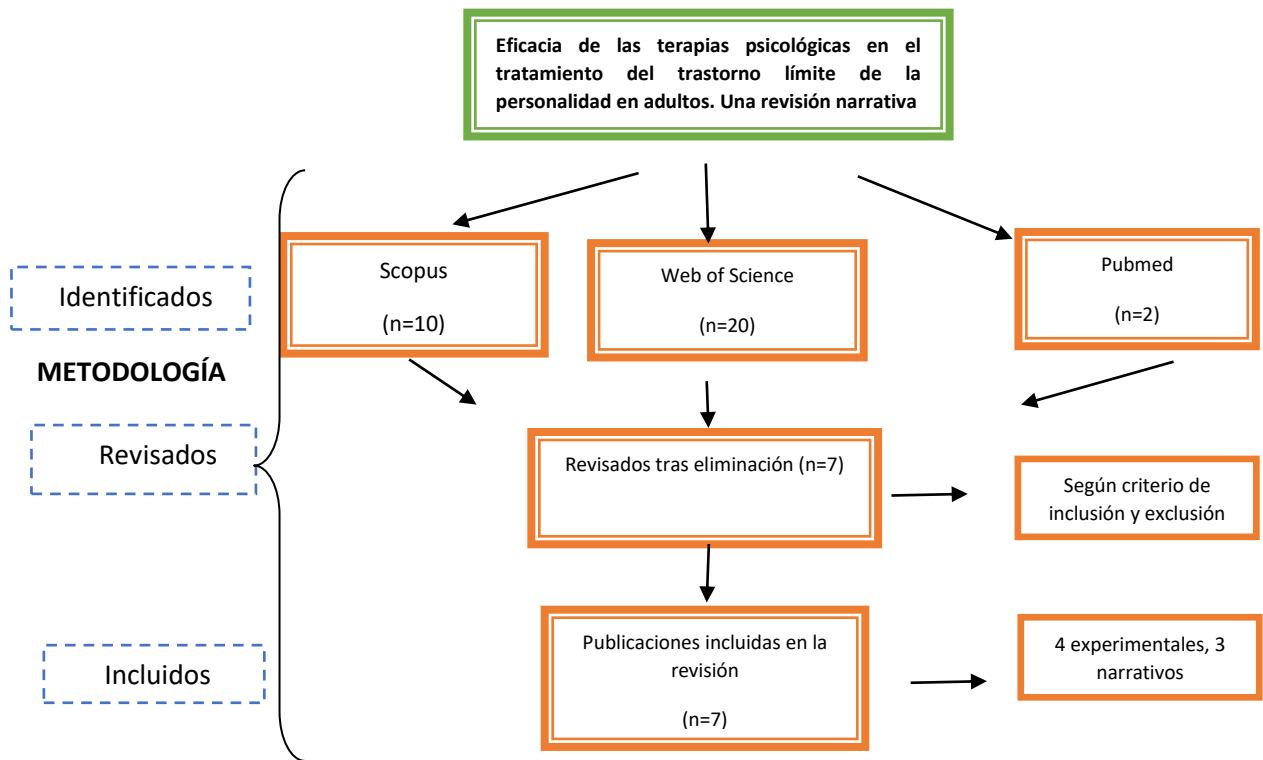 Eficacia de las terapias psicológicas en el
tratamiento del trastorno límite de la
personalidad en adultos. Una revisión narrativa
Identificados
Scopus
(n=10)
Web of Science
(n=20)
Pubmed
(n=2)
METODOLOGÍA
Revisados
Revisados tras eliminación (n=7)
Según criterio de
inclusión y exclusión
Incluidos
Publicaciones incluidas en la
revisión
(n=7)
4 experimentales, 3
narrativos